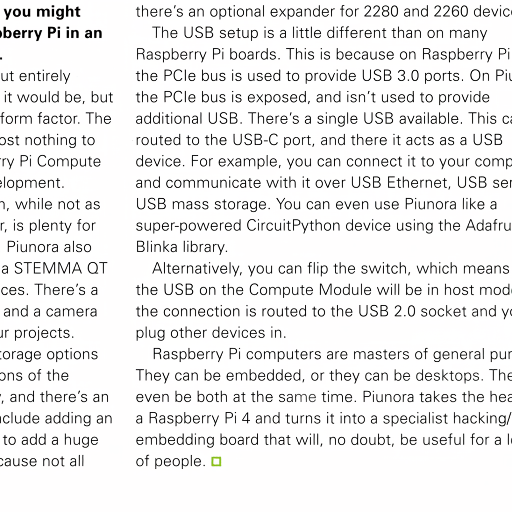 you might
berry Pi in an
.
ut entirely
it would be, but
form factor. The
ost nothing to
rry Pi Compute
elopment.
n, while not as
r, is plenty for
Piunora also
a STEMMA QT
ces. There's a
and a camera
ur projects.
torage options
ons of the
, and there's an
nclude adding an
to add a huge
cause not all
there's an optional expander for 2280 and 2260 device
The USB setup is a little different than on many
Raspberry Pi boards. This is because on Raspberry Pi
the PCIe bus is used to provide USB 3.0 ports. On Piu
the PCIe bus is exposed, and isn't used to provide
additional USB. There's a single USB available. This ca
routed to the USB-C port, and there it acts as a USB
device. For example, you can connect it to your comp
and communicate with it over USB Ethernet, USB ser
USB mass storage. You can even use Piunora like a
super-powered CircuitPython device using the Adafru
Blinka library.
Alternatively, you can flip the switch, which means
the USB on the Compute Module will be in host mod
the connection is routed to the USB 2.0 socket and yo
plug other devices in.
Raspberry Pi computers are masters of general pur
They can be embedded, or they can be desktops. The
even be both at the same time. Piunora takes the hea
a Raspberry Pi 4 and turns it into a specialist hacking/
embedding board that will, no doubt, be useful for a l
of people.